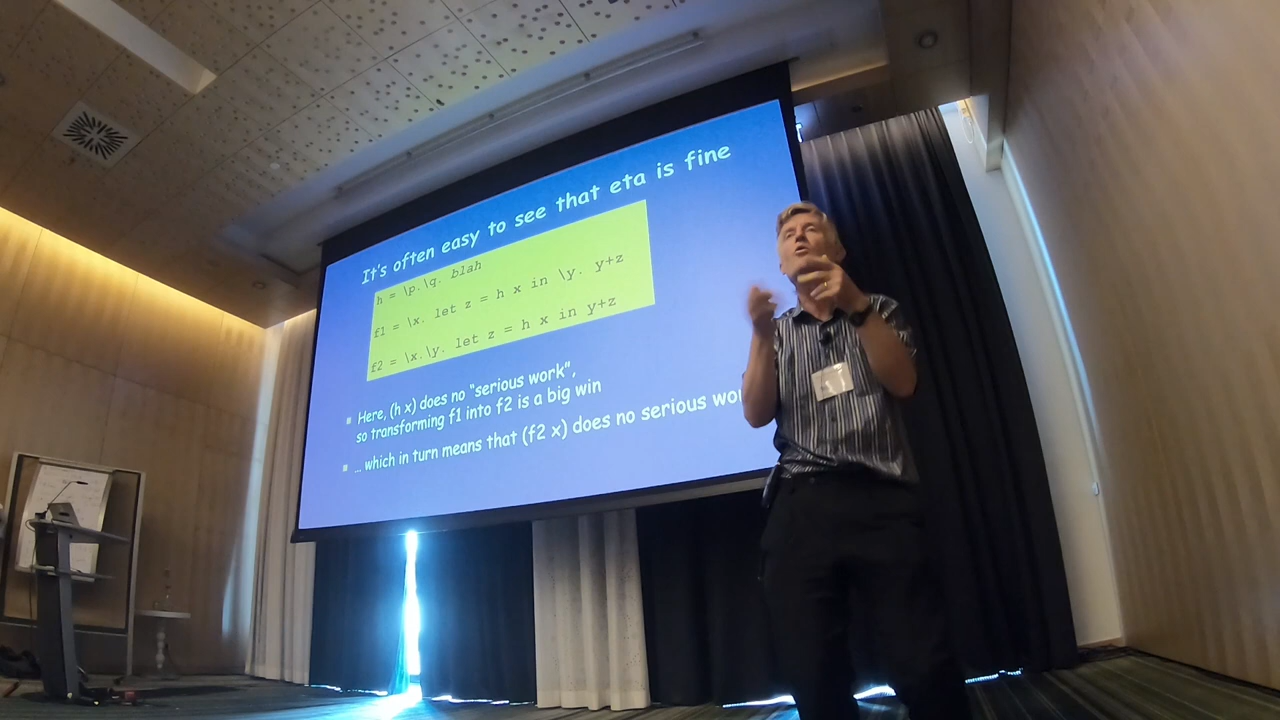 It's often easy to see that eta is fine
h = \p.\q. blah
f1 = \x. let z = h x in \y. y+z
f2 = \x.\y. let z = h x in y+z
Here, (h x) does no "serious work",
so transforming f1 into f2 is a big win
... which in turn means that (f2 x) does no serious